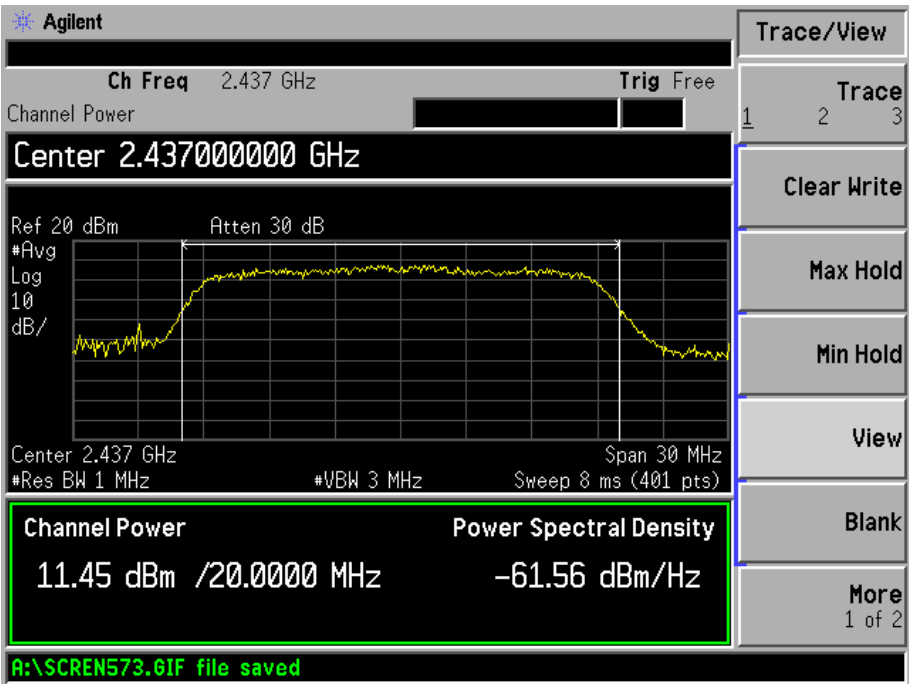 Agilent
Trace/View
Ch Freq 2.437 GHz Trig Free
Channel Power
Trace
1 2 3
Center 2.437000000 GHz
Clear Write
Ref 20 dBm Atten 30 dB
#Avg
Log
10
dB/
Max Hold
Min Hold
View
Center 2.437 GHz Span 30 MHz
#Res BW 1 MHz #VBW 3 MHz Sweep 8 ms (401 pts)
Blank
Channel Power Power Spectral Density
11.45 dBm /20.0000 MHz -61.56 dBm/Hz
More
1 of 2
A:\SCREN573.GIF file saved